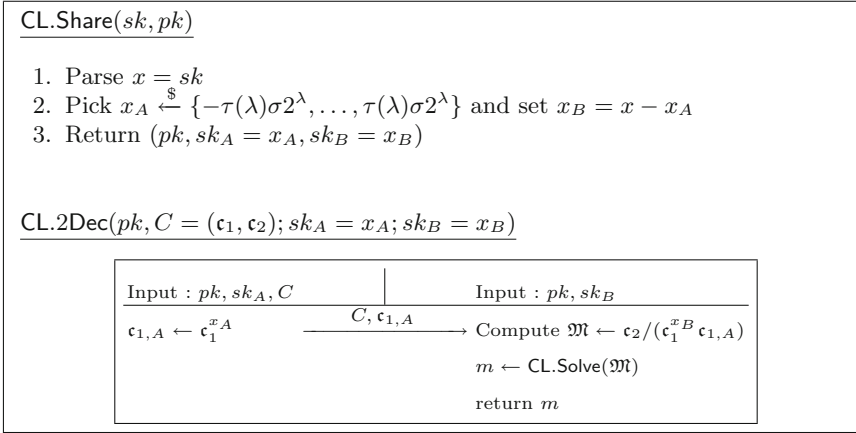 CL.Share(sk, pk)
1. Parse x = sk
2. Pick x_A ←$ {−τ(λ)σ2^λ, . . . , τ(λ)σ2^λ} and set x_B = x − x_A
3. Return (pk, sk_A = x_A, sk_B = x_B)
CL.2Dec(pk, C = (𝔠_1, 𝔠_2); sk_A = x_A; sk_B = x_B)
Input : pk, sk_A, C Input : pk, sk_B
𝔠_{1,A} ← 𝔠_1^{x_A} C, 𝔠_{1,A} → Compute 𝔐 ← 𝔠_2/(𝔠_1^{x_B} 𝔠_{1,A})
m ← CL.Solve(𝔐)
return m